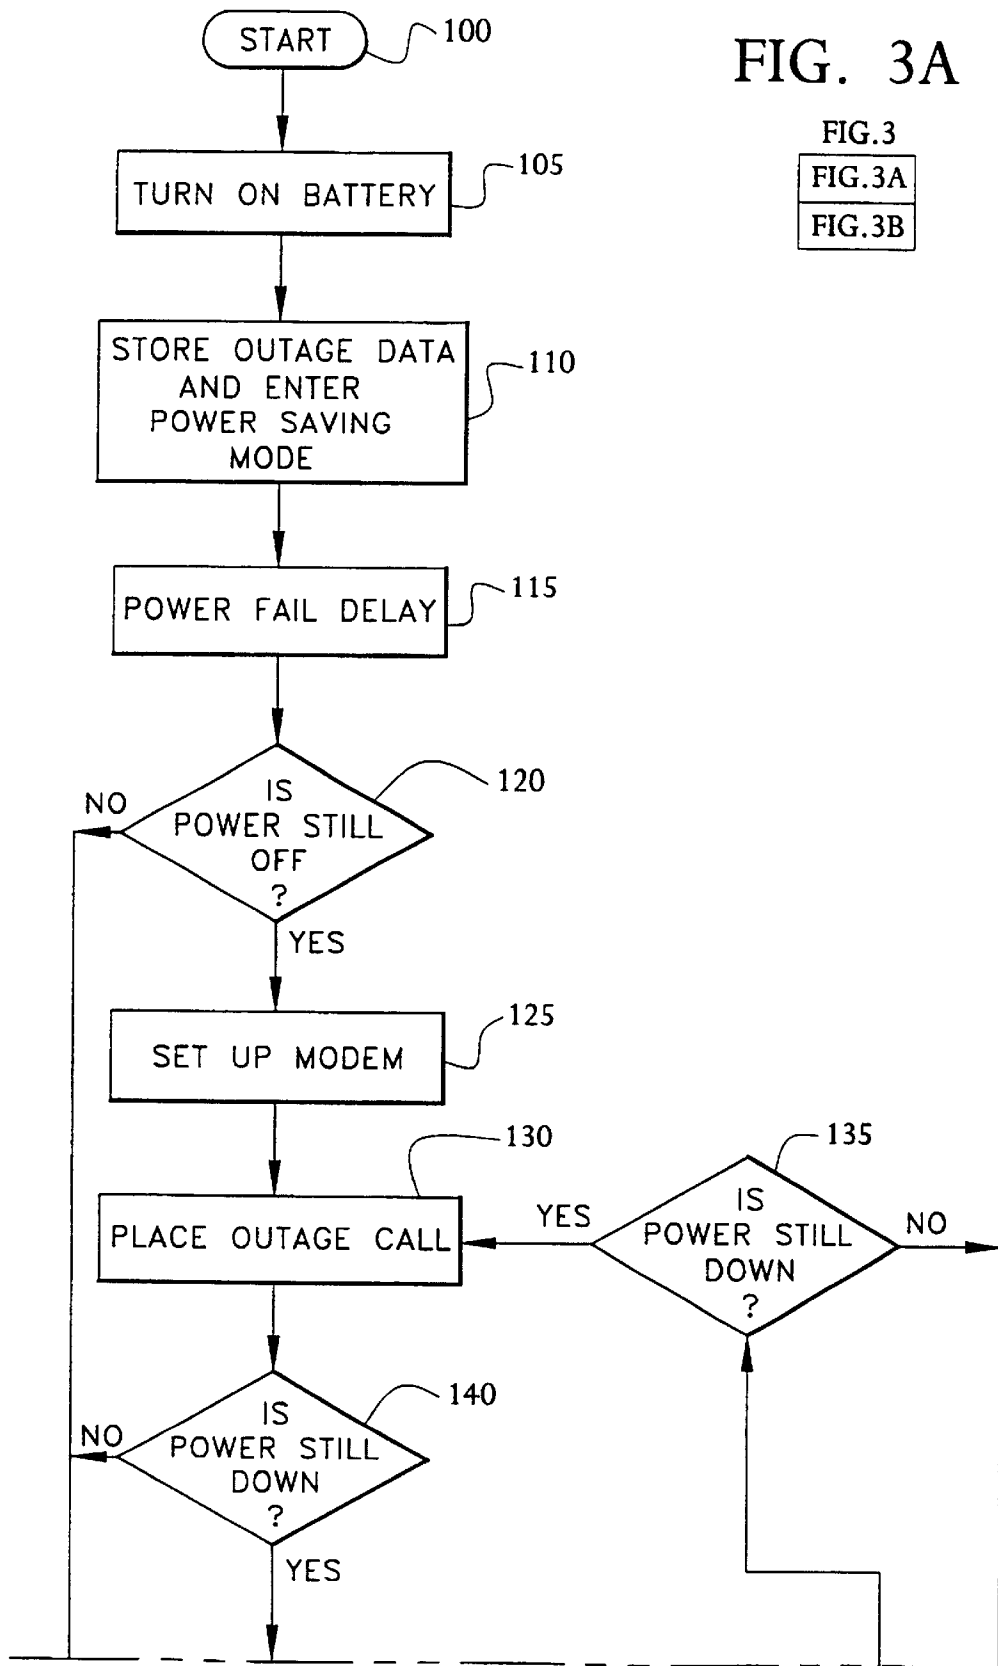 START
100
FIG. 3A
FIG.3
FIG.3A
FIG.3B
TURN ON BATTERY
105
STORE OUTAGE DATA
AND ENTER
POWER SAVING
MODE
110
POWER FAIL DELAY
115
IS
POWER STILL
OFF
?
120
NO
YES
SET UP MODEM
125
PLACE OUTAGE CALL
130
IS
POWER STILL
DOWN
?
135
YES
NO
IS
POWER STILL
DOWN
?
140
NO
YES